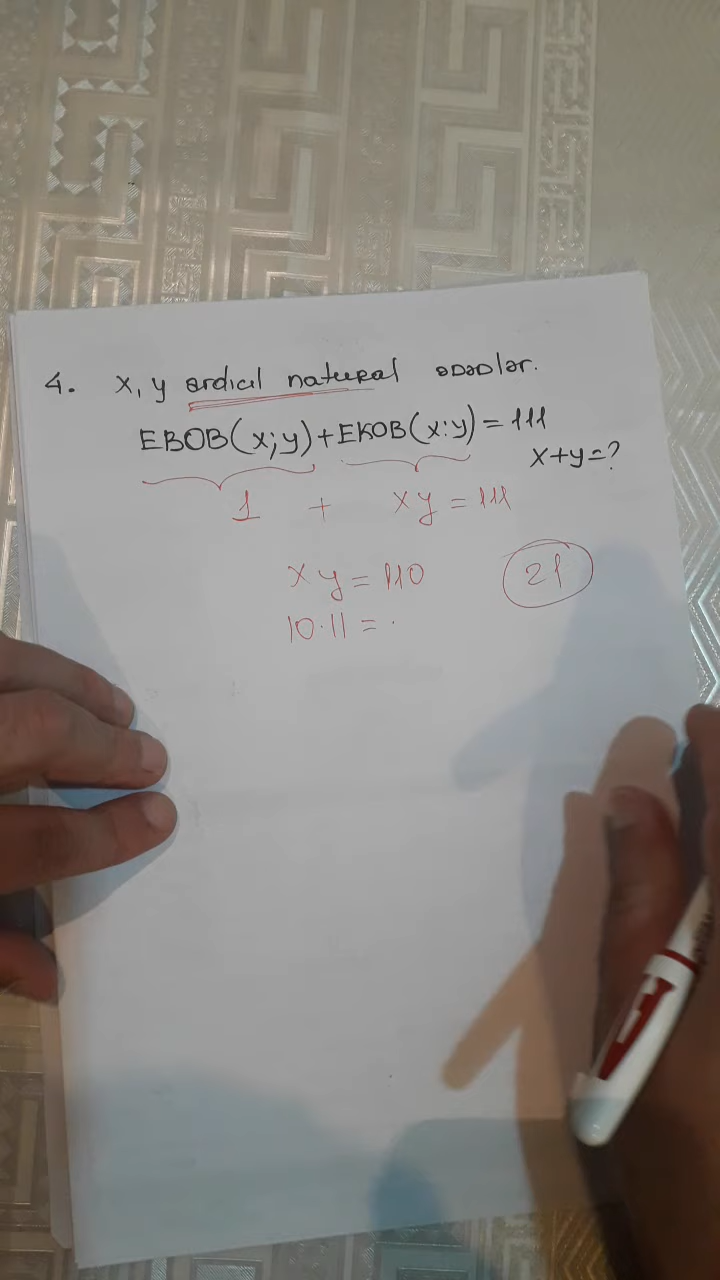 4. x, y ardıcıl natural ədədlər.
EBOB(x;y)+EKOB(x:y)=111
x+y=?
1 + xy=111
xy=110
21
10·11=·